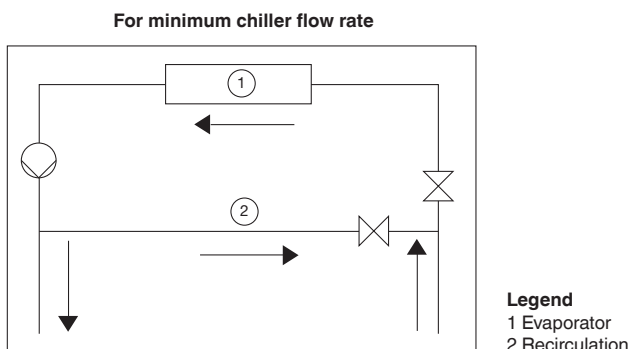 For minimum chiller flow rate
1
2
Legend
1 Evaporator
2 Recirculation